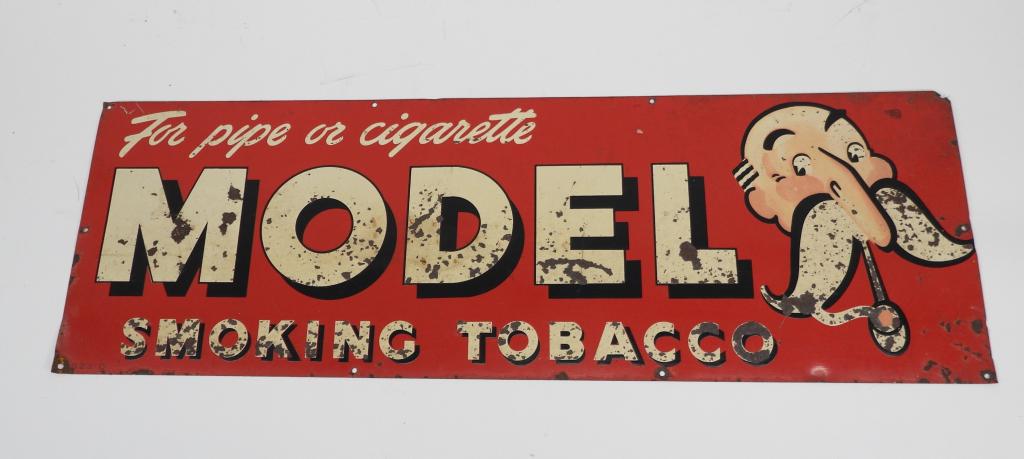 For pipe or cigarette
MODEL
SMOKING TOBACCO